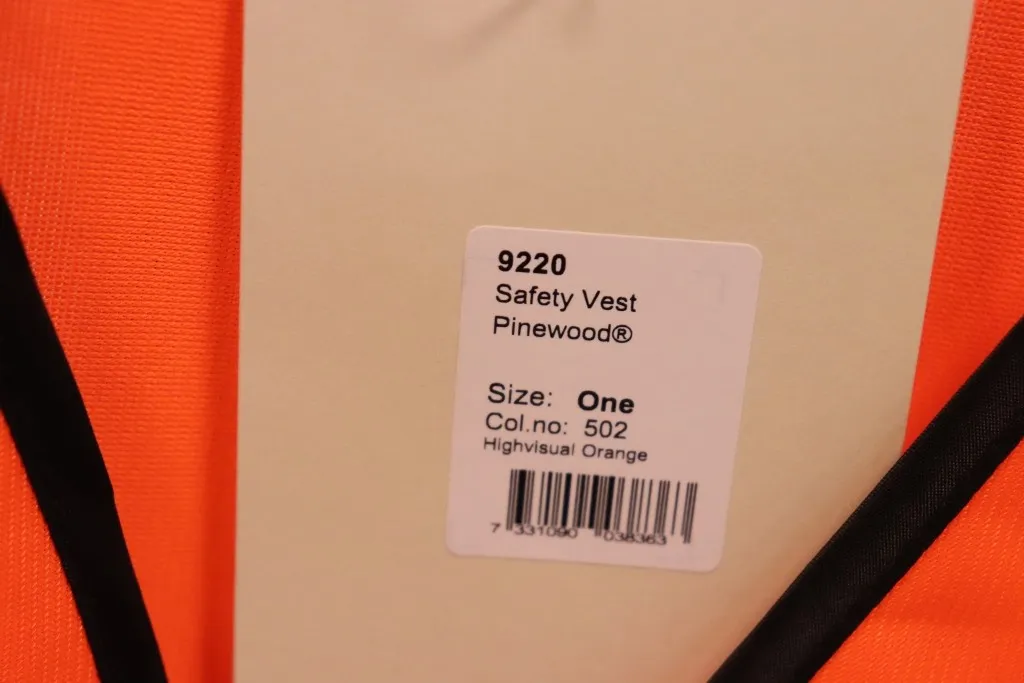 9220
Safety Vest
Pinewood®
Size: One
Col.no: 502
Highvisual Orange
7 331090 038363